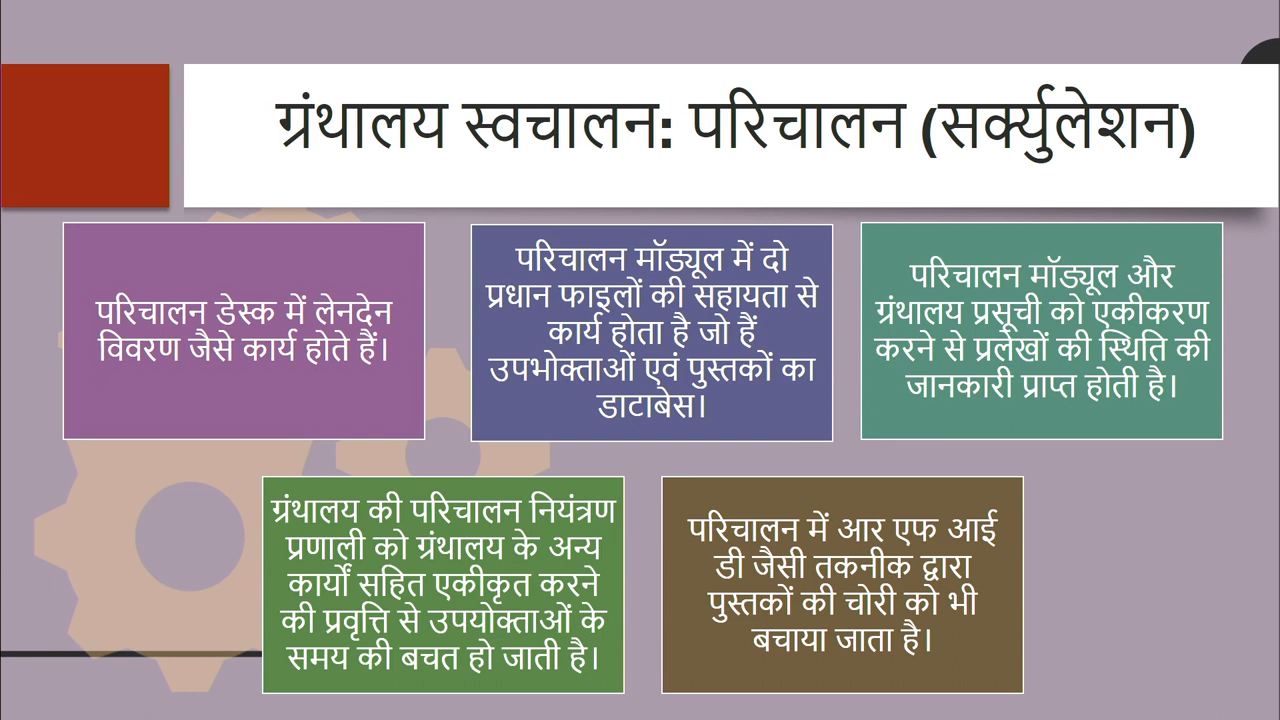 ग्रंथालय स्वचालन: परिचालन (सर्क्युलेशन)
परिचालन डेस्क में लेनदेन
विवरण जैसे कार्य होते हैं।
परिचालन मॉड्यूल में दो
प्रधान फाइलों की सहायता से
कार्य होता है जो हैं
उपभोक्ताओं एवं पुस्तकों का
डाटाबेस।
परिचालन मॉड्यूल और
ग्रंथालय प्रसूची को एकीकरण
करने से प्रलेखों की स्थिति की
जानकारी प्राप्त होती है।
ग्रंथालय की परिचालन नियंत्रण
प्रणाली को ग्रंथालय के अन्य
कार्यों सहित एकीकृत करने
की प्रवृत्ति से उपयोक्ताओं के
समय की बचत हो जाती है।
परिचालन में आर एफ आई
डी जैसी तकनीक द्वारा
पुस्तकों की चोरी को भी
बचाया जाता है।